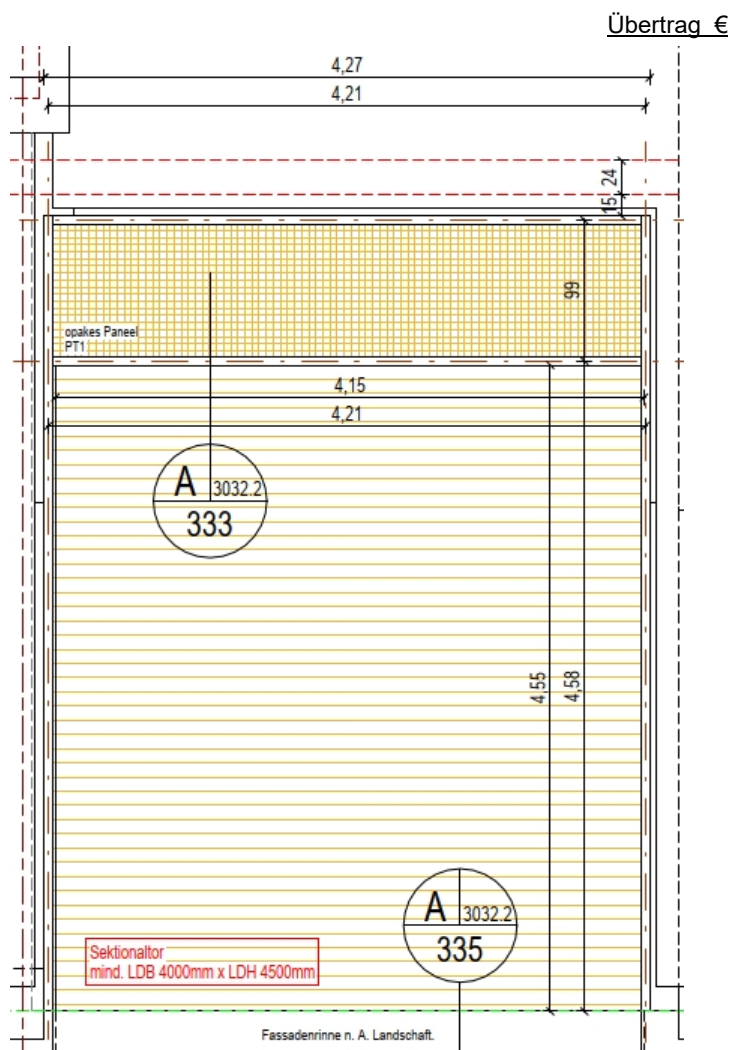 Übertrag €
4,27
4,21
24
15
99
opakes Paneel
PT1
4,15
4,21
A 3032.2
333
4,55
4,58
A 3032.2
335
Sektionaltor
mind. LDB 4000mm x LDH 4500mm
Fassadenrinne n. A. Landschaft.